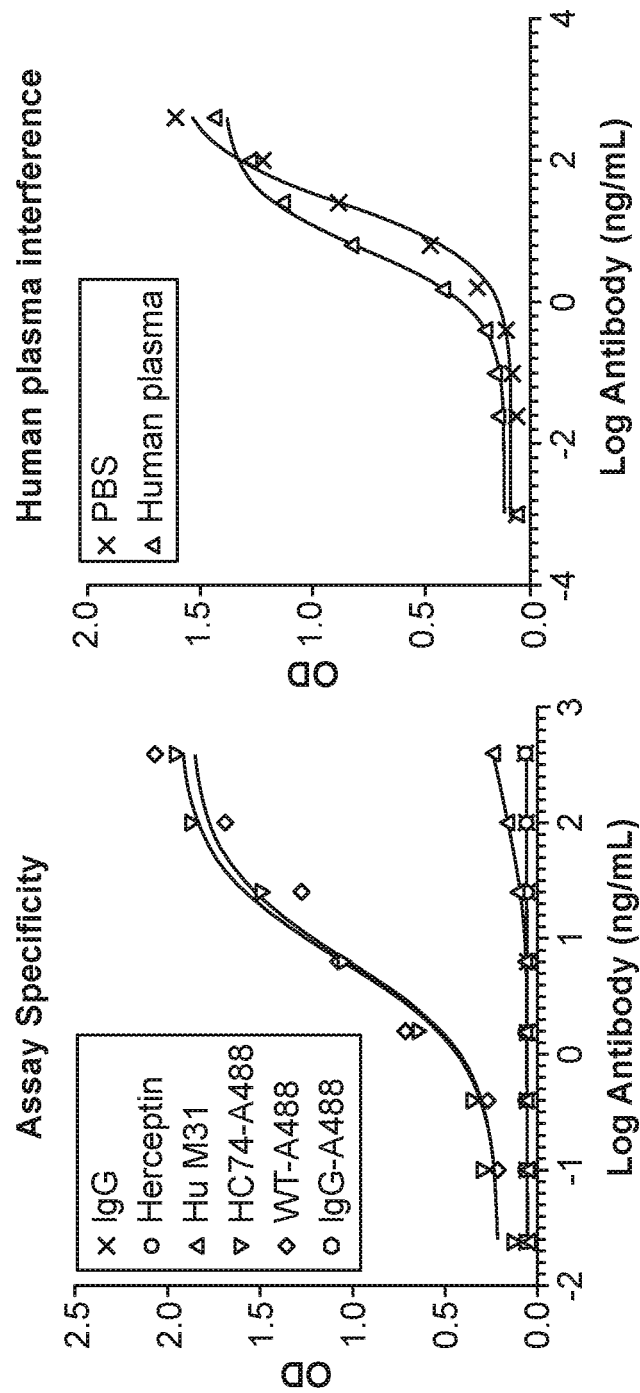 Assay Specificity
OD
2.5
2.0
1.5
1.0
0.5
0.0
IgG
Herceptin
Hu M31
HC74-A488
WT-A488
IgG-A488
-2
-1
0
1
2
3
Log Antibody (ng/mL)
Human plasma interference
OD
2.0
1.5
1.0
0.5
0.0
PBS
Human plasma
-4
-2
0
2
4
Log Antibody (ng/mL)